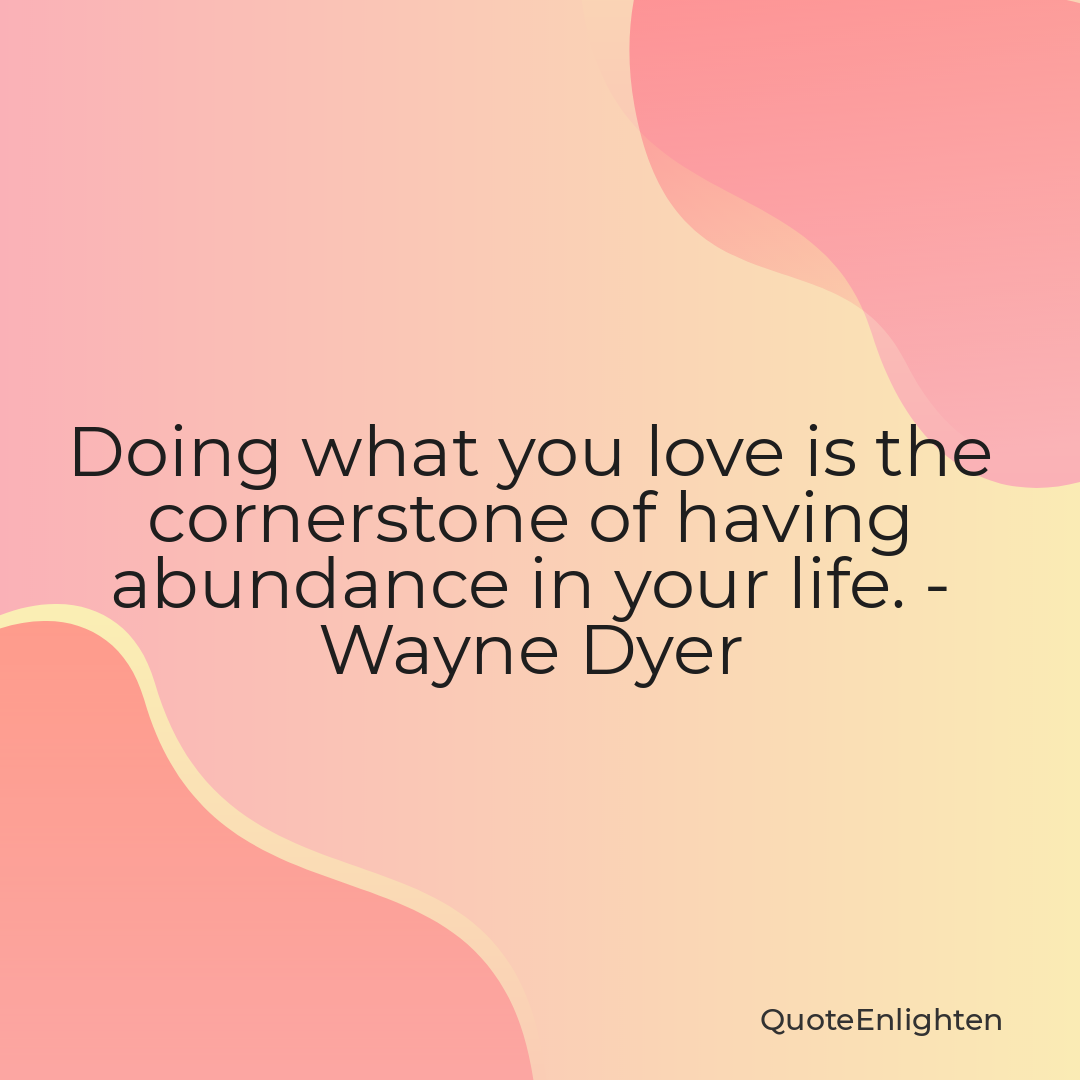 Doing what you love is the
cornerstone of having
abundance in your life. -
Wayne Dyer
QuoteEnlighten